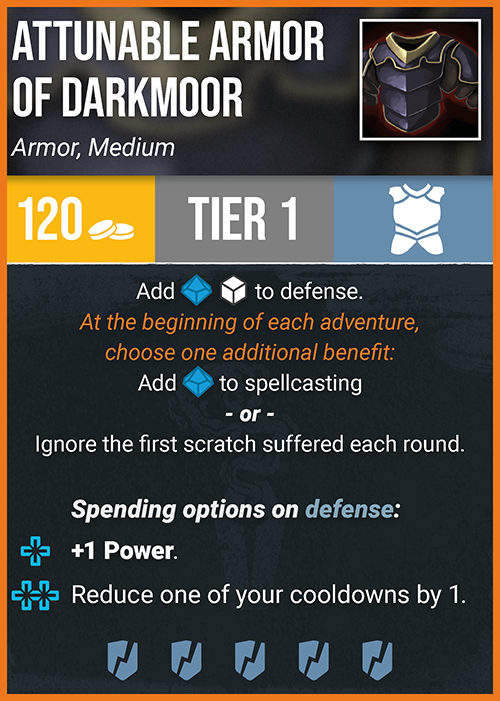 ATTUNABLE ARMOR
OF DARKMOOR
Armor, Medium
120
TIER 1
Add to defense.
At the beginning of each adventure,
choose one additional benefit:
Add to spellcasting
- or -
Ignore the first scratch suffered each round.
Spending options on defense:
+1 Power.
Reduce one of your cooldowns by 1.